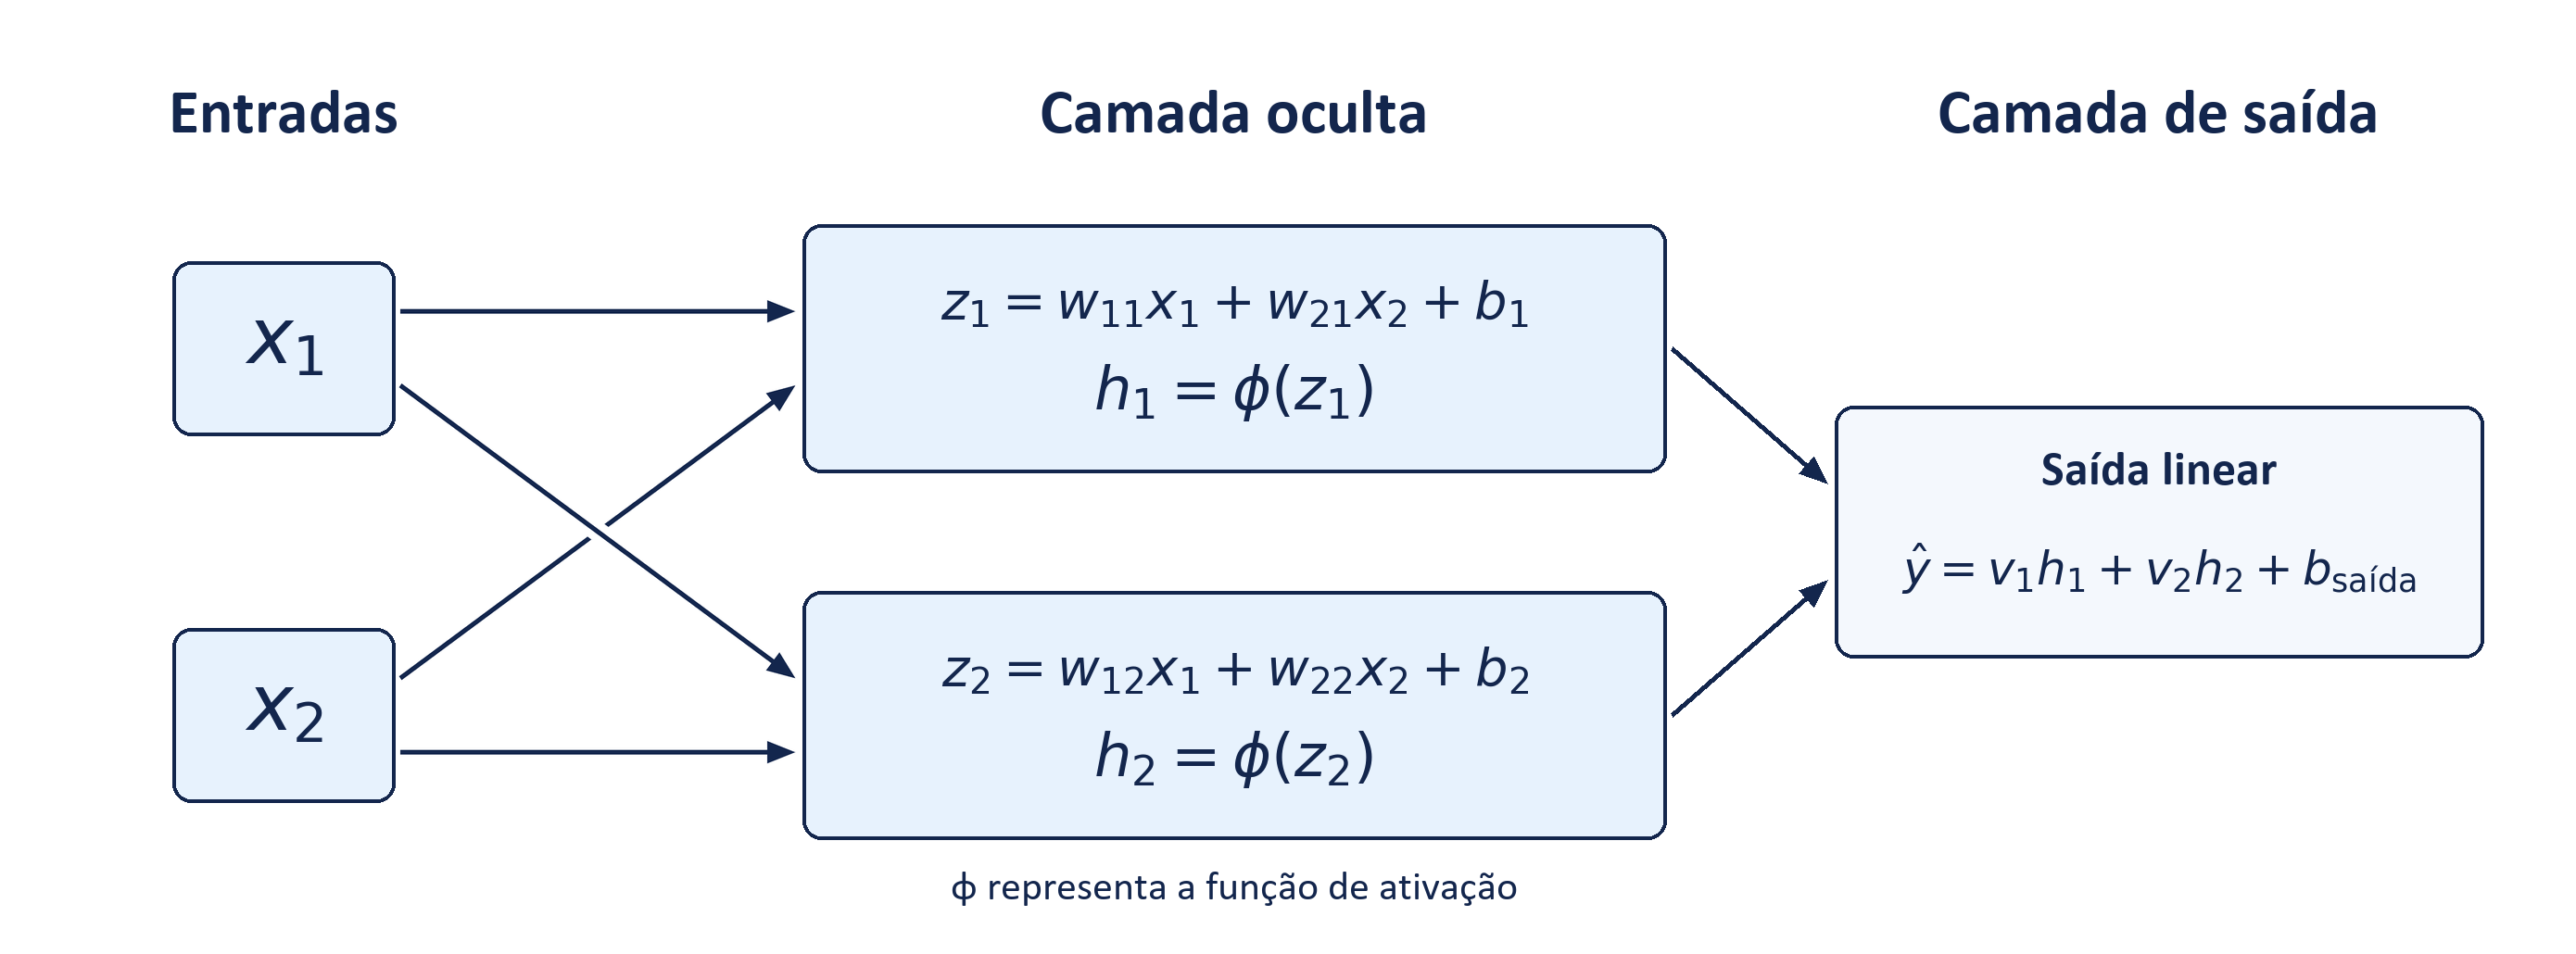 Entradas
Camada oculta
Camada de saída
x₁
z₁ = w₁₁x₁ + w₂₁x₂ + b₁
h₁ = ϕ(z₁)
Saída linear
ŷ = v₁h₁ + v₂h₂ + b_saída
x₂
z₂ = w₁₂x₁ + w₂₂x₂ + b₂
h₂ = ϕ(z₂)
ϕ representa a função de ativação